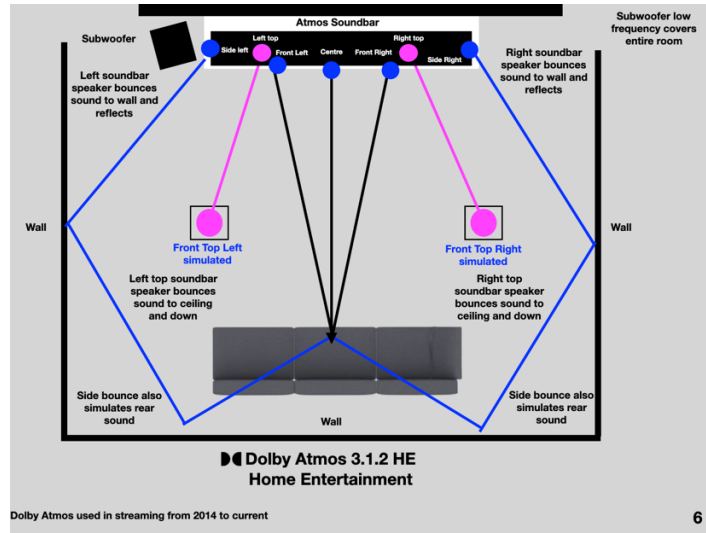 Atmos Soundbar
Subwoofer low
frequency covers
entire room
Subwoofer
Left top
Right top
Side left
Front Left
Centre
Front Right
Side Right
Left soundbar
speaker bounces
sound to wall and
reflects
Right soundbar
speaker bounces
sound to wall and
reflects
Wall
Wall
Front Top Left
simulated
Front Top Right
simulated
Left top soundbar
speaker bounces
sound to ceiling
and down
Right top
soundbar speaker
bounces sound to
ceiling and down
Side bounce also
simulates rear
sound
Side bounce also
simulates rear
sound
Wall
Dolby Atmos 3.1.2 HE
Home Entertainment
Dolby Atmos used in streaming from 2014 to current
6